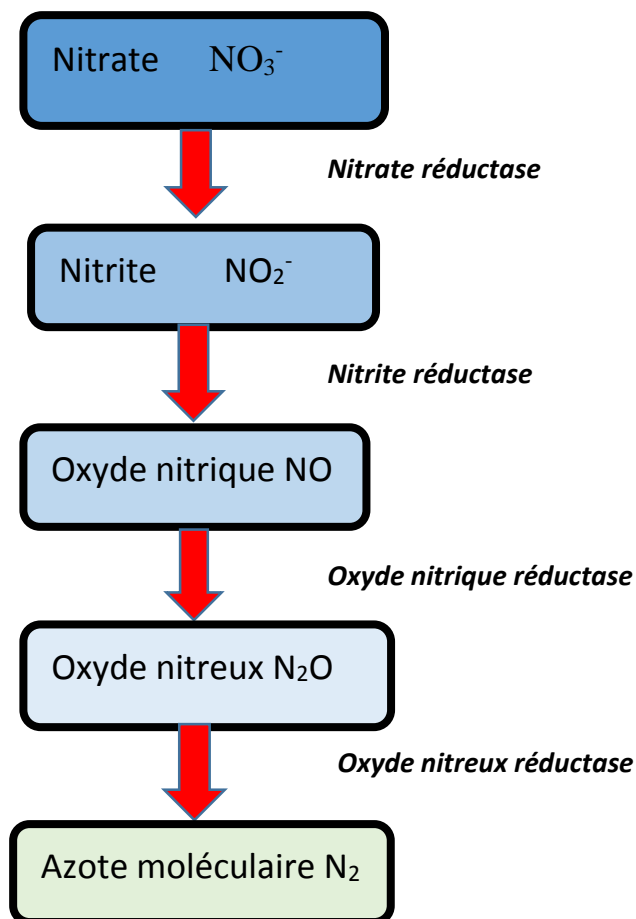 Nitrate NO₃⁻
Nitrate réductase
Nitrite NO₂⁻
Nitrite réductase
Oxyde nitrique NO
Oxyde nitrique réductase
Oxyde nitreux N₂O
Oxyde nitreux réductase
Azote moléculaire N₂